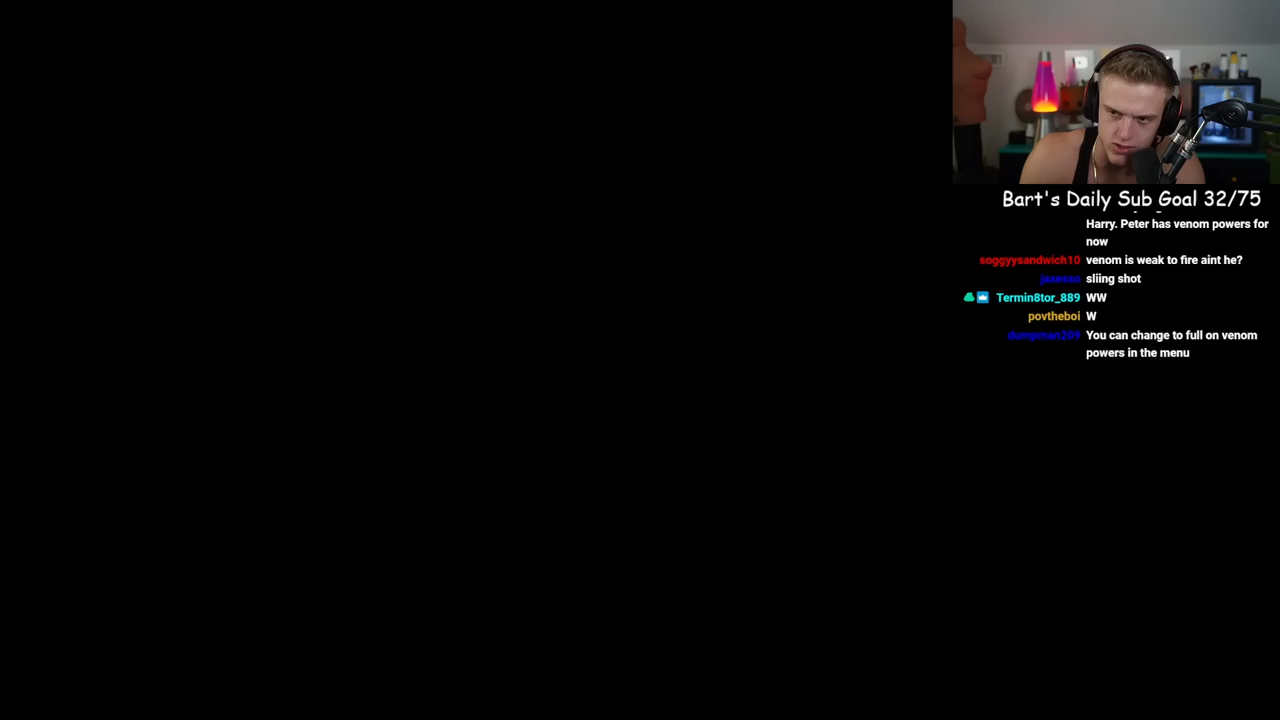 Bart's Daily Sub Goal 32/75
Harry. Peter has venom powers for
now
soggyysandwich10 venom is weak to fire aint he?
sliing shot
Termin8tor_889 WW
povtheboi W
dumpman209 You can change to full on venom
powers in the menu